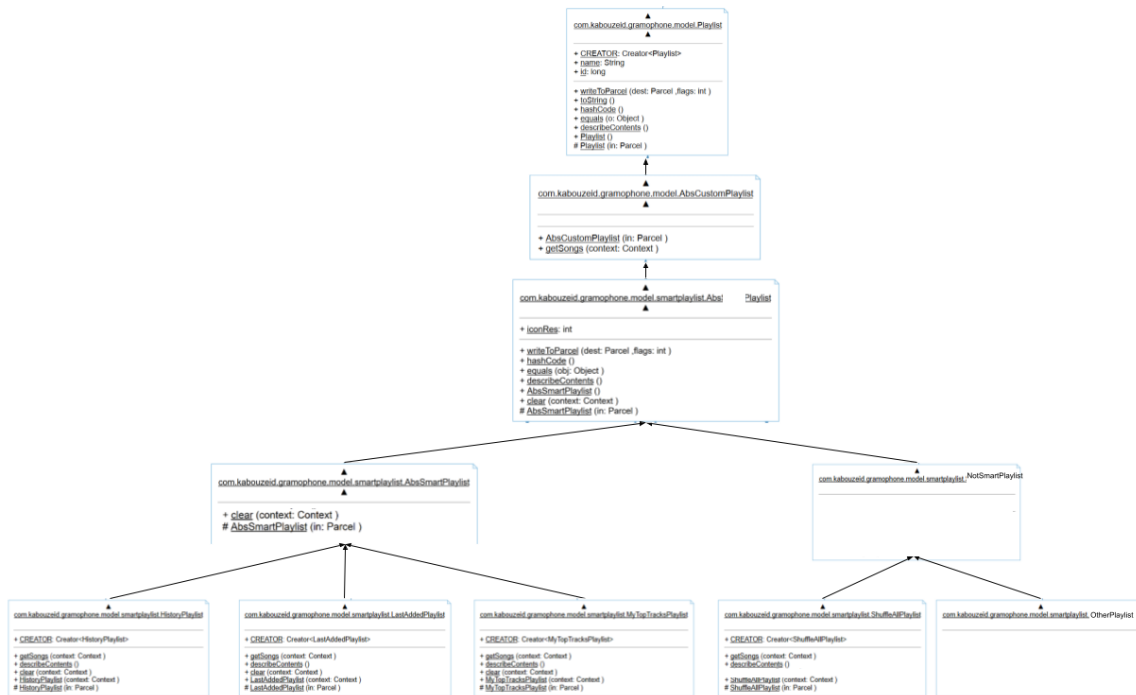 com.kabouzeid.gramophone.model.Playlist
+ CREATOR: Creator<Playlist>
+ name: String
+ id: long
+ writeToParcel (dest: Parcel ,flags: int )
+ toString ()
+ hashCode ()
+ equals (o: Object )
+ describeContents ()
+ Playlist ()
# Playlist (in: Parcel )
com.kabouzeid.gramophone.model.AbsCustomPlaylist
+ AbsCustomPlaylist (in: Parcel )
+ getSongs (context: Context )
com.kabouzeid.gramophone.model.smartplaylist.Abs Playlist
+ iconRes: int
+ writeToParcel (dest: Parcel ,flags: int )
+ hashCode ()
+ equals (obj: Object )
+ describeContents ()
+ AbsSmartPlaylist ()
+ clear (context: Context )
# AbsSmartPlaylist (in: Parcel )
com.kabouzeid.gramophone.model.smartplaylist.AbsSmartPlaylist
+ clear (context: Context )
# AbsSmartPlaylist (in: Parcel )
com.kabouzeid.gramophone.model.smartplaylist.NotSmartPlaylist
com.kabouzeid.gramophone.model.smartplaylist.HistoryPlaylist
+ CREATOR: Creator<HistoryPlaylist>
+ getSongs (context: Context )
+ describeContents ()
+ clear (context: Context )
+ HistoryPlaylist (context: Context )
# HistoryPlaylist (in: Parcel )
com.kabouzeid.gramophone.model.smartplaylist.LastAddedPlaylist
+ CREATOR: Creator<LastAddedPlaylist>
+ getSongs (context: Context )
+ describeContents ()
+ clear (context: Context )
+ LastAddedPlaylist (context: Context )
# LastAddedPlaylist (in: Parcel )
com.kabouzeid.gramophone.model.smartplaylist.MyTopTracksPlaylist
+ CREATOR: Creator<MyTopTracksPlaylist>
+ getSongs (context: Context )
+ describeContents ()
+ clear (context: Context )
+ MyTopTracksPlaylist (context: Context )
# MyTopTracksPlaylist (in: Parcel )
com.kabouzeid.gramophone.model.smartplaylist.ShuffleAllPlaylist
+ CREATOR: Creator<ShuffleAllPlaylist>
+ getSongs (context: Context )
+ describeContents ()
+ ShuffleAllPlaylist (context: Context )
# ShuffleAllPlaylist (in: Parcel )
com.kabouzeid.gramophone.model.smartplaylist. OtherPlaylist